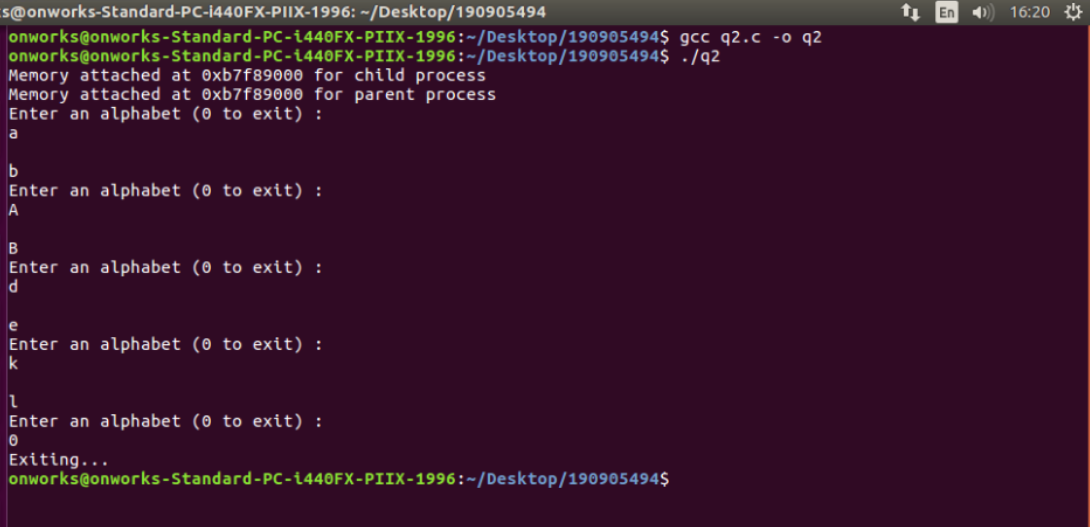 s@onworks-Standard-PC-i440FX-PIIX-1996: ~/Desktop/190905494 En 16:20
onworks@onworks-Standard-PC-i440FX-PIIX-1996:~/Desktop/190905494$ gcc q2.c -o q2
onworks@onworks-Standard-PC-i440FX-PIIX-1996:~/Desktop/190905494$ ./q2
Memory attached at 0xb7f89000 for child process
Memory attached at 0xb7f89000 for parent process
Enter an alphabet (0 to exit) :
a
b
Enter an alphabet (0 to exit) :
A
B
Enter an alphabet (0 to exit) :
d
e
Enter an alphabet (0 to exit) :
k
l
Enter an alphabet (0 to exit) :
0
Exiting...
onworks@onworks-Standard-PC-i440FX-PIIX-1996:~/Desktop/190905494$